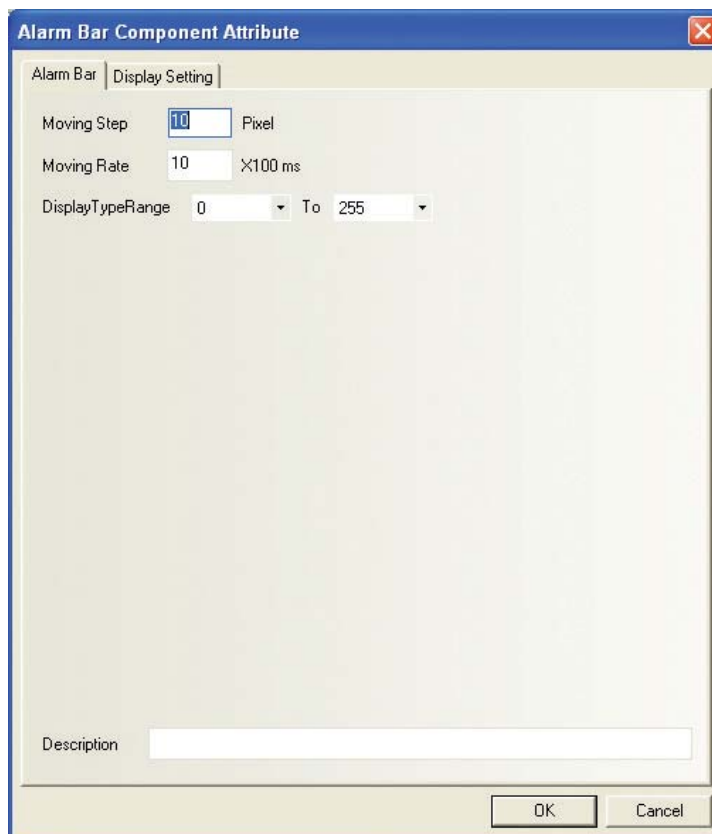 Alarm Bar Component Attribute
Alarm Bar Display Setting
Moving Step 10 Pixel
Moving Rate 10 X100 ms
DisplayTypeRange 0 To 255
Description
OK Cancel